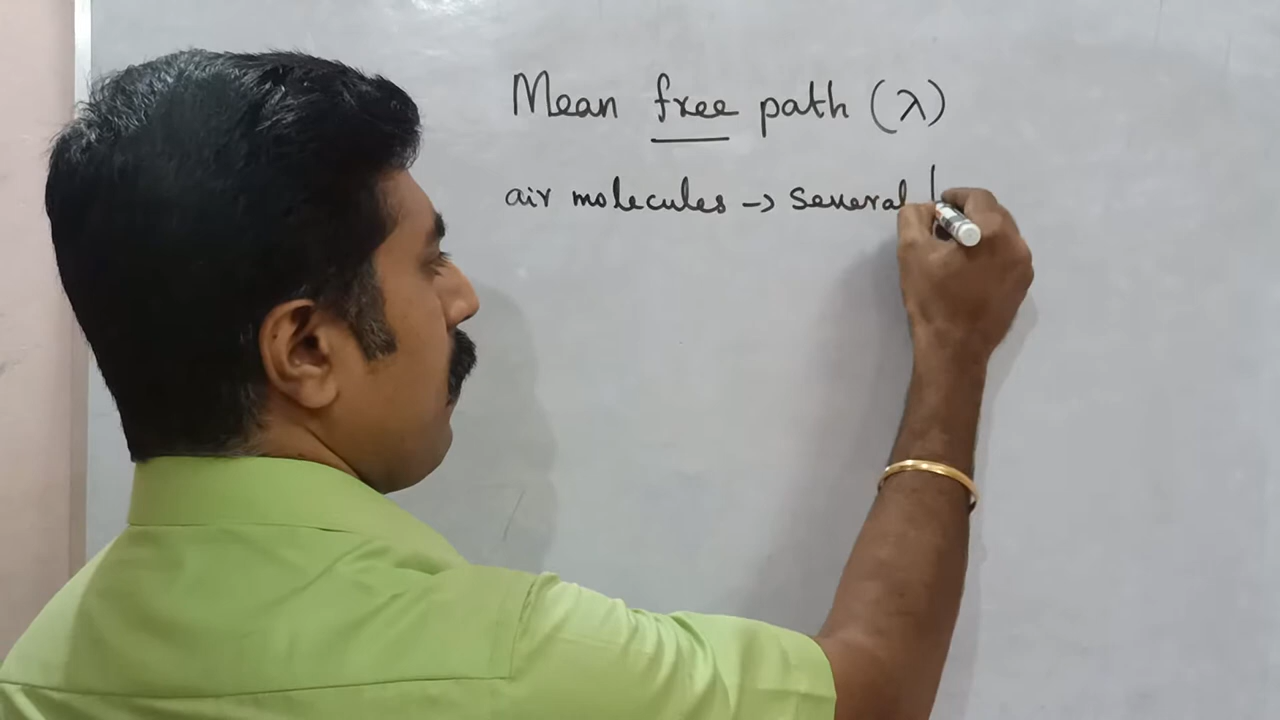 Mean free path (λ)
air molecules → several